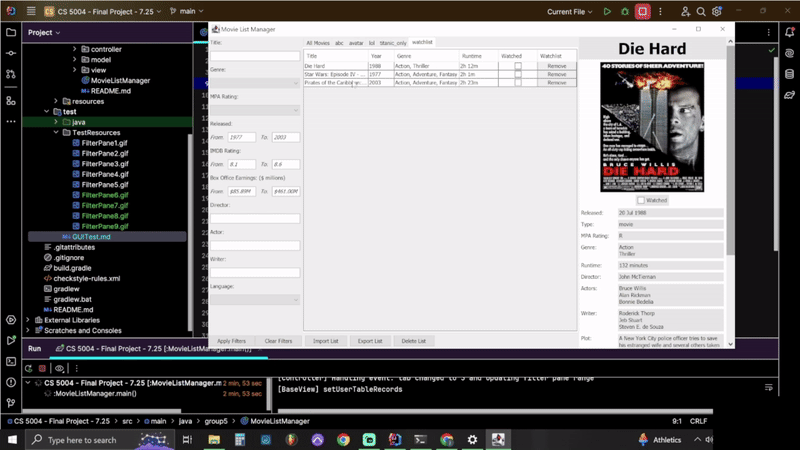 CS 5004 - Final Project - 7.25
main
Current File
Project
controller
model
view
MovieListManager
README.md
resources
test
java
TestResources
FilterPane1.gif
FilterPane2.gif
FilterPane3.gif
FilterPane4.gif
FilterPane5.gif
FilterPane6.gif
FilterPane7.gif
FilterPane8.gif
FilterPane9.gif
GUITest.md
.gitattributes
.gitignore
build.gradle
checkstyle-rules.xml
gradlew
gradlew.bat
README.md
External Libraries
Scratches and Consoles
Movie List Manager
Title:
Genre:
MPA Rating:
Released:
From 1977 To 2003
IMDB Rating:
From 8.1 To 8.6
Box Office Earnings: ($ millions)
From $85.89M To $461.00M
Director:
Actor:
Writer:
Language:
Apply Filters Clear Filters Import List Export List Delete List
All Movies abc avatar lol titanic_only watchlist
Title Year Genre Runtime Watched Watchlist
Die Hard 1988 Action, Thriller 2h 12m Remove
Star Wars: Episode IV - ... 1977 Action, Adventure, Fantasy 2h 1m Remove
Pirates of the Caribbean... 2003 Action, Adventure, Fantasy 2h 23m Remove
Die Hard
40 STORIES OF SHEER ADVENTURE!
BRUCE WILLIS
DIE HARD
Watched
Released: 20 Jul 1988
Type: movie
MPA Rating: R
Genre: Action
Thriller
Runtime: 132 minutes
Director: John McTiernan
Actors: Bruce Willis
Alan Rickman
Bonnie Bedelia
Writer: Roderick Thorp
Jeb Stuart
Steven E. de Souza
Plot: A New York City police officer tries to save
his estranged wife and several others taken
Run CS 5004 - Final Project - 7.25 [:MovieListManager.main()]
CS 5004 - Final Project - 7.25 [:MovieListManager.m 2 min, 53 sec
:MovieListManager.main() 2 min, 53 sec
[Controller] Handling event: tab changed to 5 and updating filter pane range
[BaseView] setUserTableRecords
CS 5004 - Final Project - 7.25 > src > main > java > group5 > MovieListManager
9:1 CRLF
Type here to search
Athletics